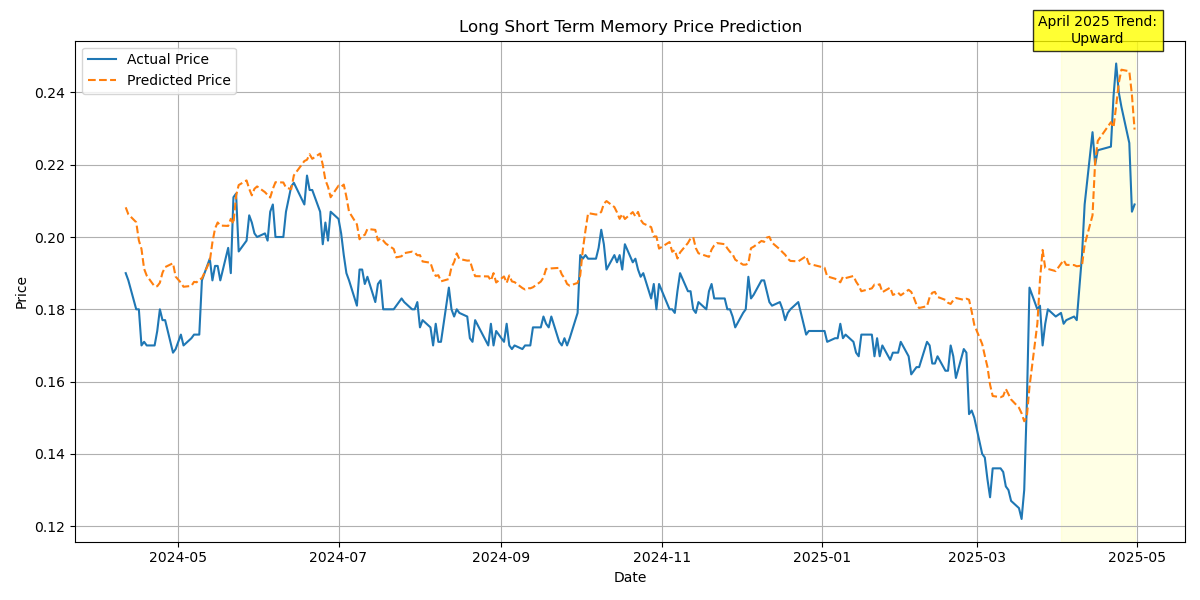 April 2025 Trend:
Upward
Long Short Term Memory Price Prediction
Actual Price
Predicted Price
Price
0.24
0.22
0.20
0.18
0.16
0.14
0.12
2024-05 2024-07 2024-09 2024-11 2025-01 2025-03 2025-05
Date